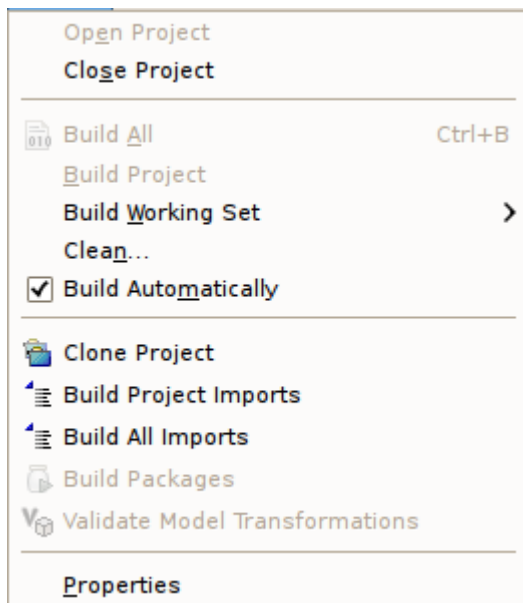 Open Project
Close Project
Build All Ctrl+B
Build Project
Build Working Set
Clean...
Build Automatically
Clone Project
Build Project Imports
Build All Imports
Build Packages
Validate Model Transformations
Properties